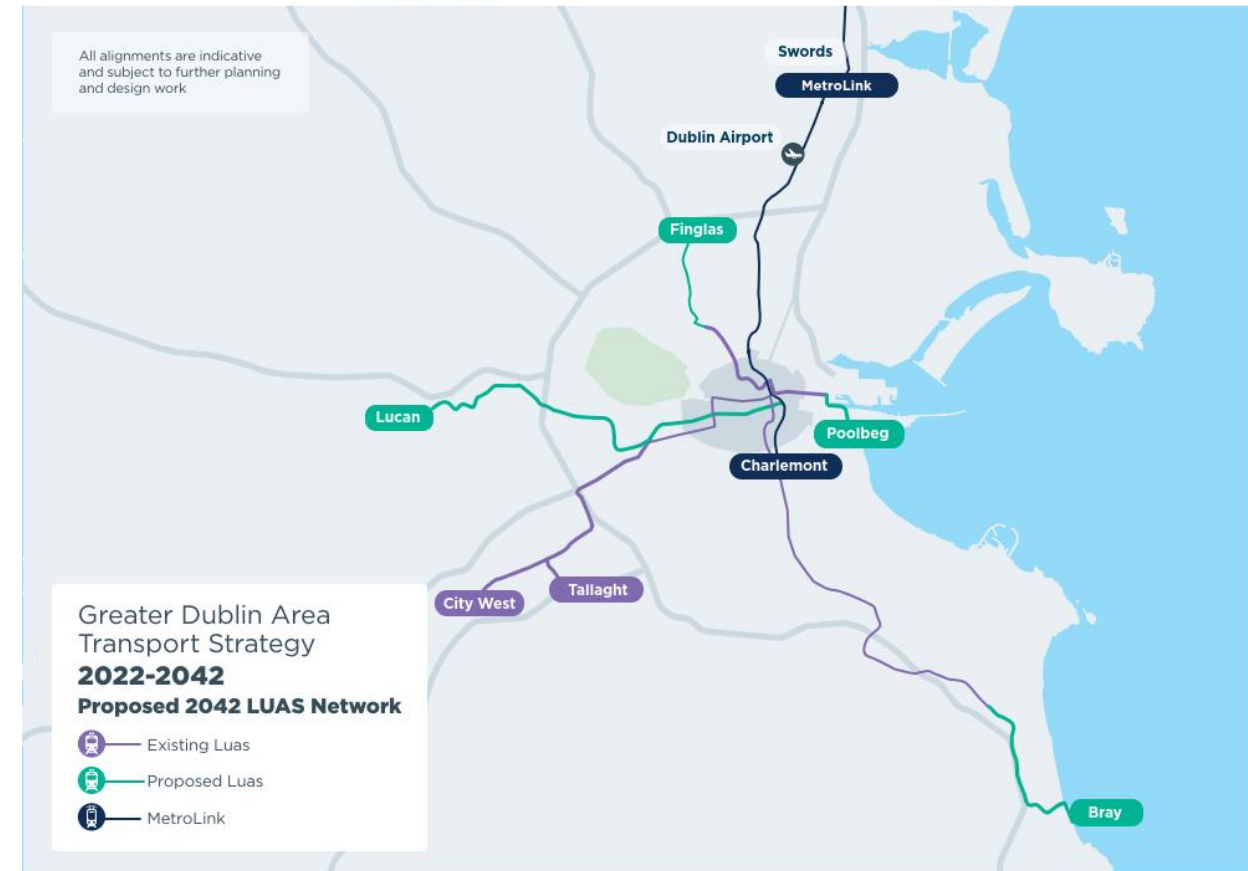 All alignments are indicative
and subject to further planning
and design work
Swords
MetroLink
Dublin Airport
Finglas
Lucan
Poolbeg
Charlemont
City West
Tallaght
Bray
Greater Dublin Area
Transport Strategy
2022-2042
Proposed 2042 LUAS Network
Existing Luas
Proposed Luas
MetroLink